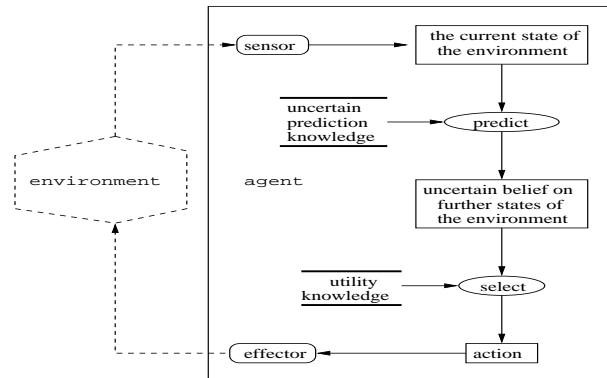 sensor
the current state of
the environment
uncertain
prediction
knowledge
predict
environment
agent
uncertain belief on
further states of
the environment
utility
knowledge
select
effector
action